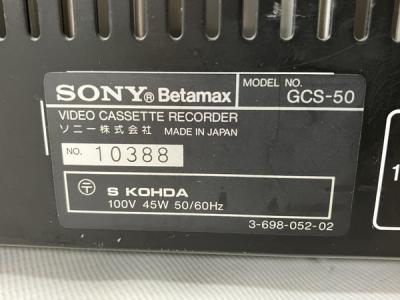 SONY® Betamax
MODEL NO.
GCS-50
VIDEO CASSETTE RECORDER
ソニー株式会社 MADE IN JAPAN
NO. 10388
〒 S KOHDA
100V 45W 50/60Hz
3-698-052-02
1